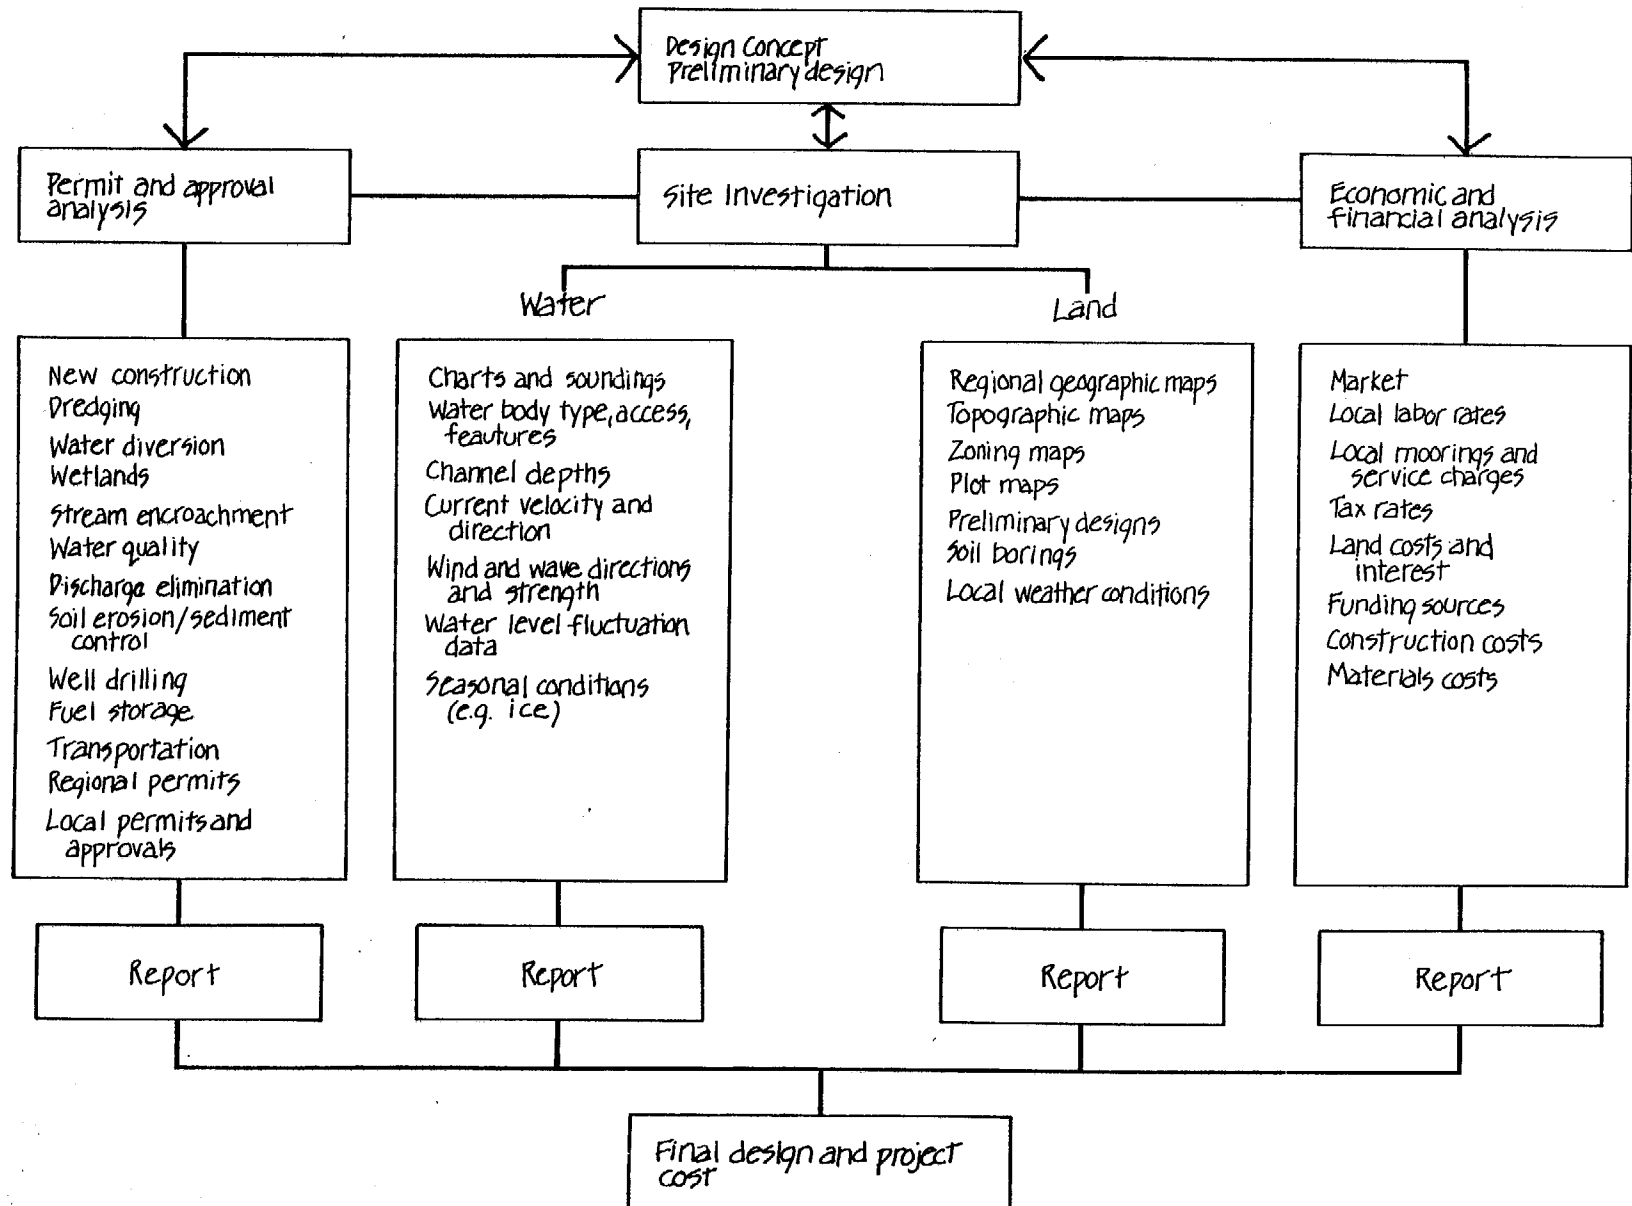 Design Concept
Preliminary design
Permit and approval
analysis
Site Investigation
Economic and
financial analysis
Water
Land
New construction
Dredging
Water diversion
Wetlands
Stream encroachment
Water quality
Discharge elimination
Soil erosion/sediment
control
Well drilling
Fuel storage
Transportation
Regional permits
Local permits and
approvals
Charts and soundings
Water body type, access,
feautures
Channel depths
Current velocity and
direction
Wind and wave directions
and strength
Water level fluctuation
data
Seasonal conditions
(e.g. ice)
Regional geographic maps
Topographic maps
Zoning maps
Plot maps
Preliminary designs
Soil borings
Local weather conditions
Market
Local labor rates
Local moorings and
service charges
Tax rates
Land costs and
interest
Funding sources
Construction costs
Materials costs
Report
Report
Report
Report
Final design and project
cost